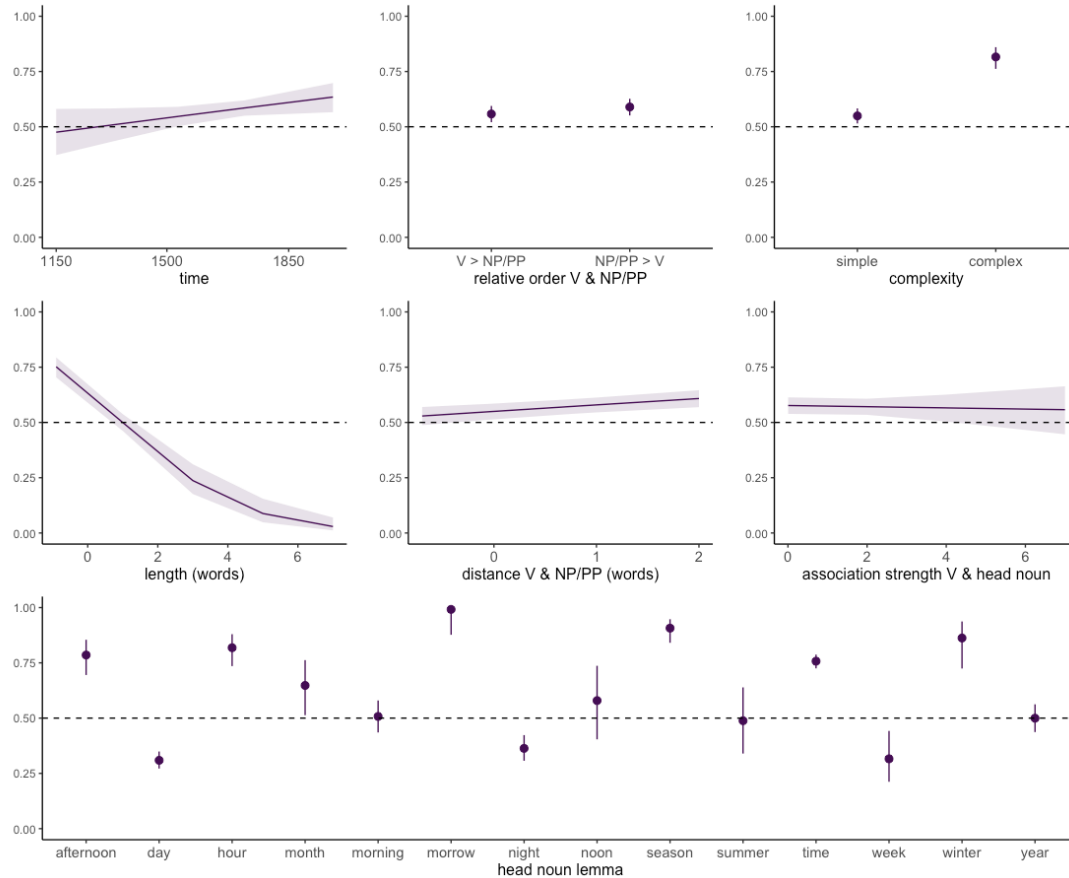 1.00 1.00 1.00
0.75 0.75 0.75
0.50 0.50 0.50
0.25 0.25 0.25
0.00 0.00 0.00
1150 1500 1850 V > NP/PP NP/PP > V simple complex
time relative order V & NP/PP complexity
1.00 1.00 1.00
0.75 0.75 0.75
0.50 0.50 0.50
0.25 0.25 0.25
0.00 0.00 0.00
0 2 4 6 0 1 2 0 2 4 6
length (words) distance V & NP/PP (words) association strength V & head noun
1.00
0.75
0.50
0.25
0.00
afternoon day hour month morning morrow night noon season summer time week winter year
head noun lemma